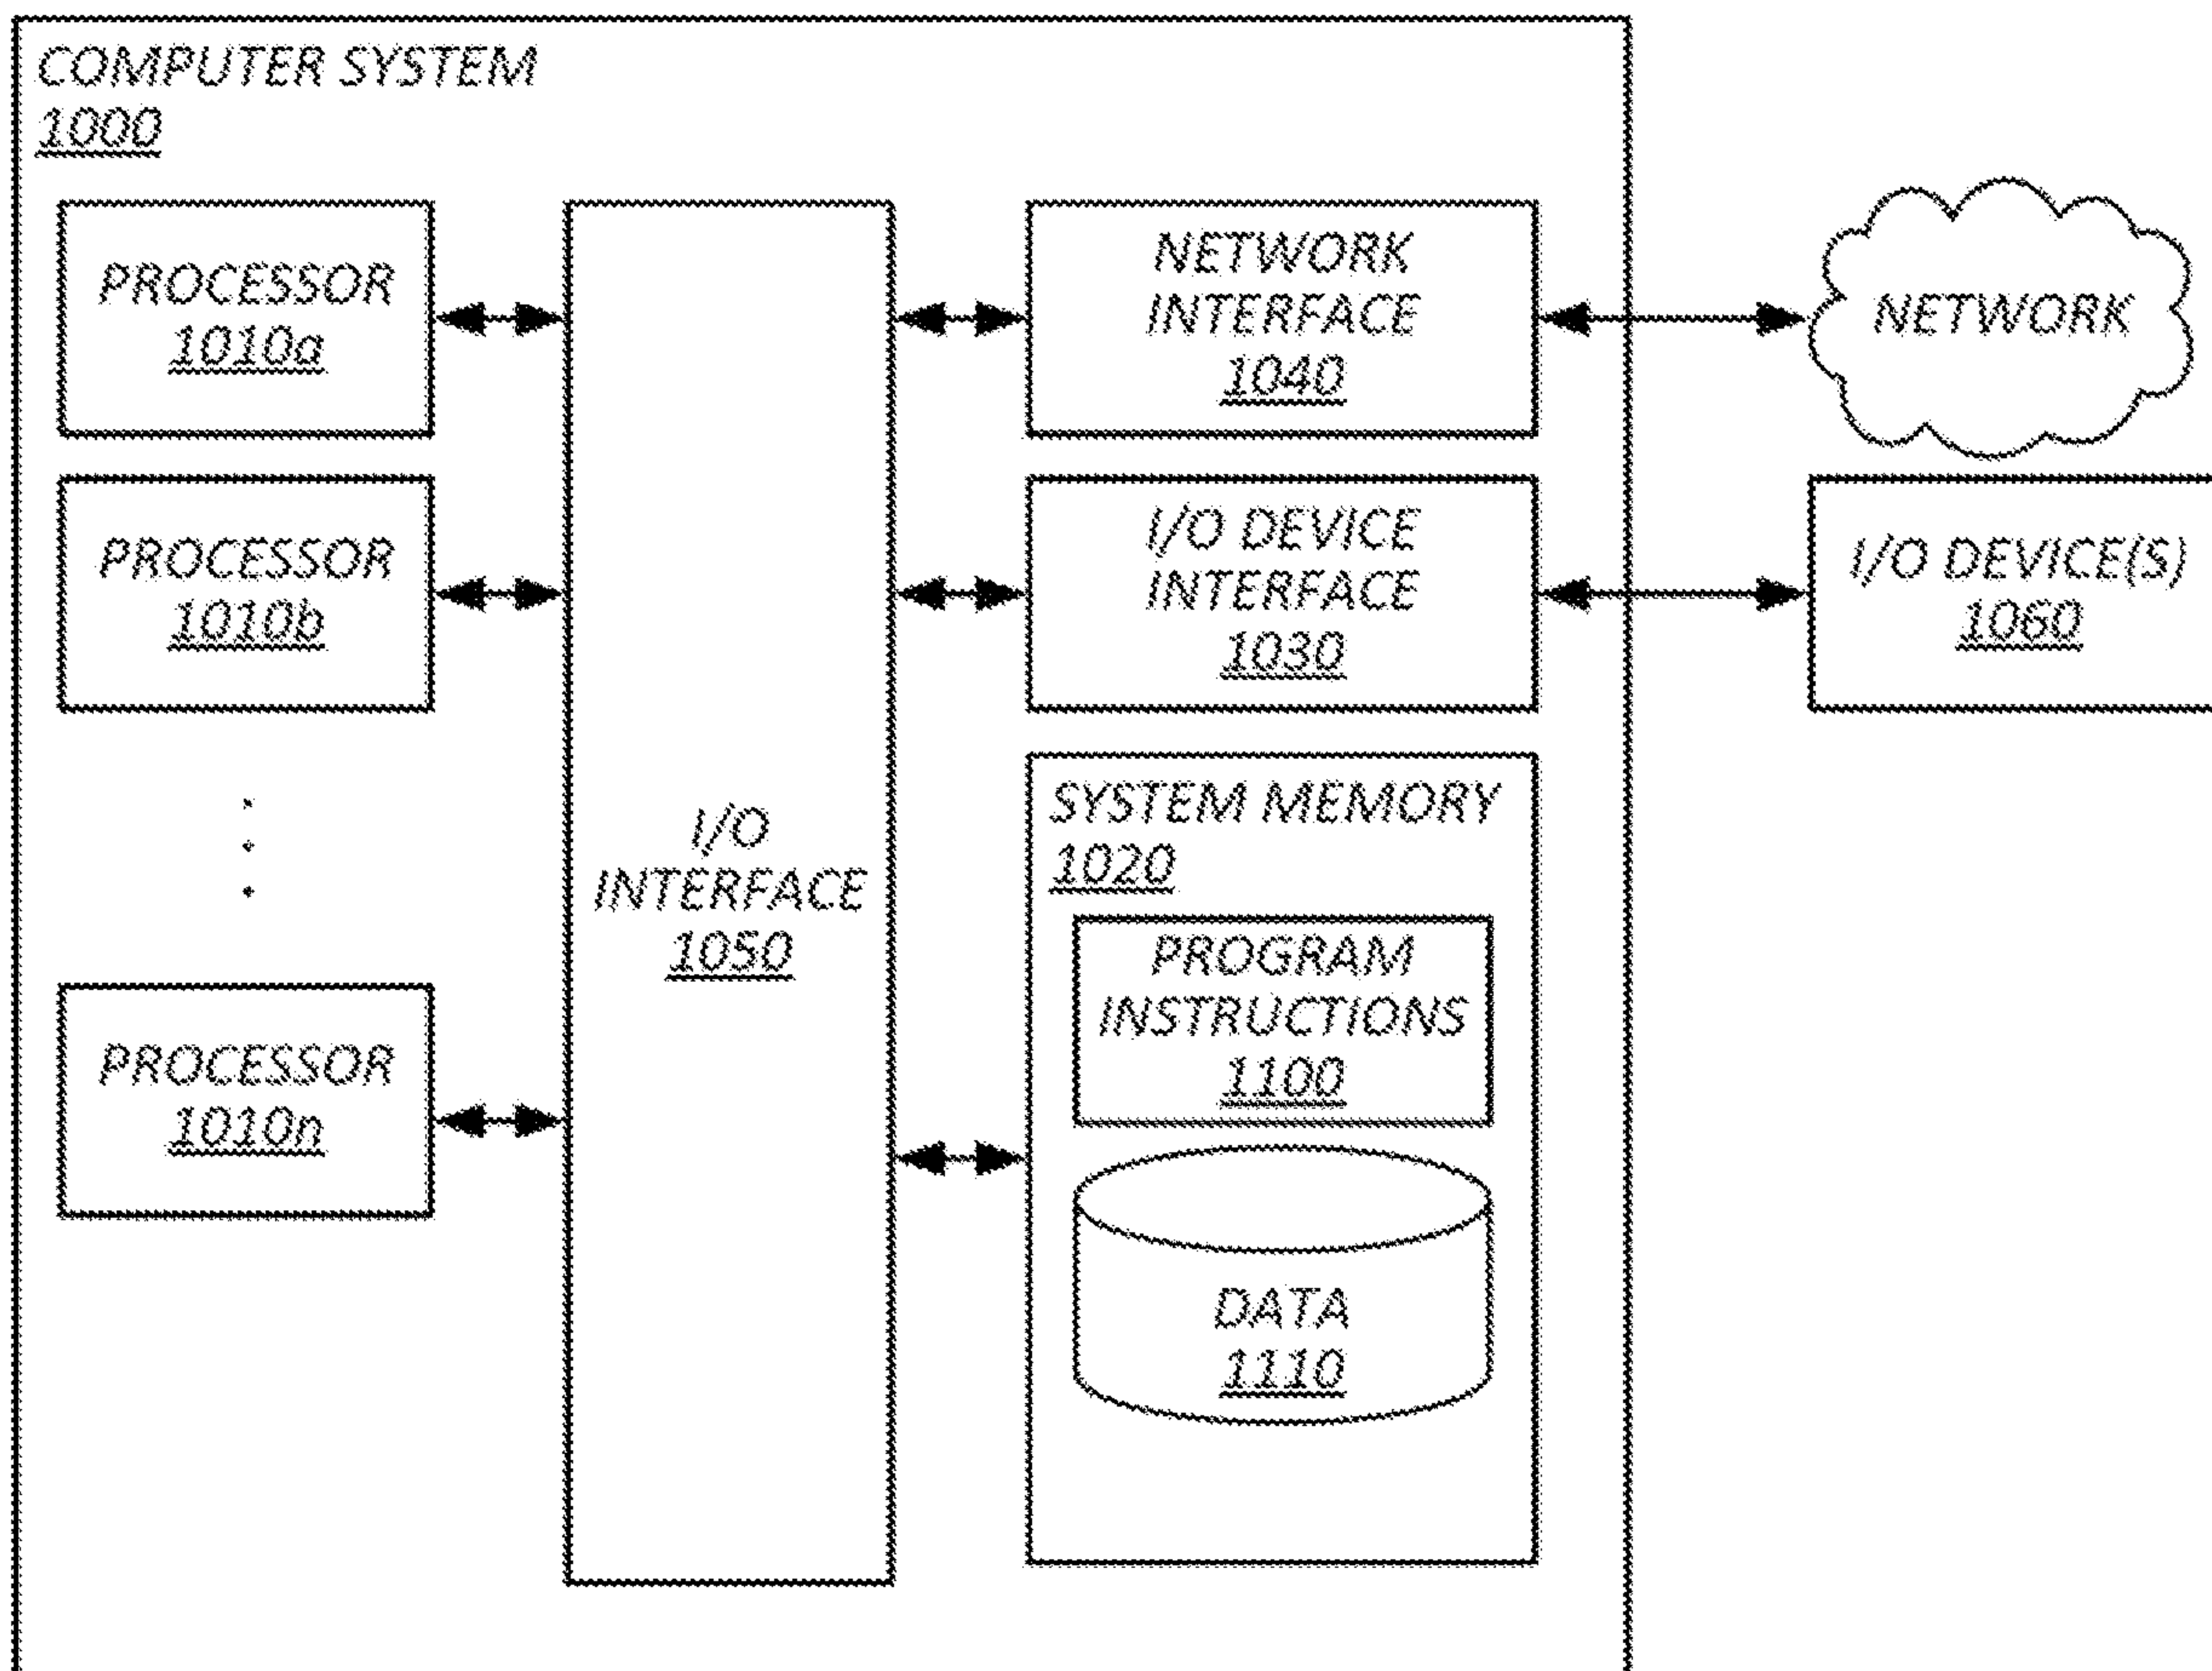 COMPUTER SYSTEM
1000
PROCESSOR
1010a
PROCESSOR
1010b
PROCESSOR
1010n
I/O
INTERFACE
1050
NETWORK
INTERFACE
1040
I/O DEVICE
INTERFACE
1030
SYSTEM MEMORY
1020
PROGRAM
INSTRUCTIONS
1100
DATA
1110
NETWORK
I/O DEVICE(S)
1060